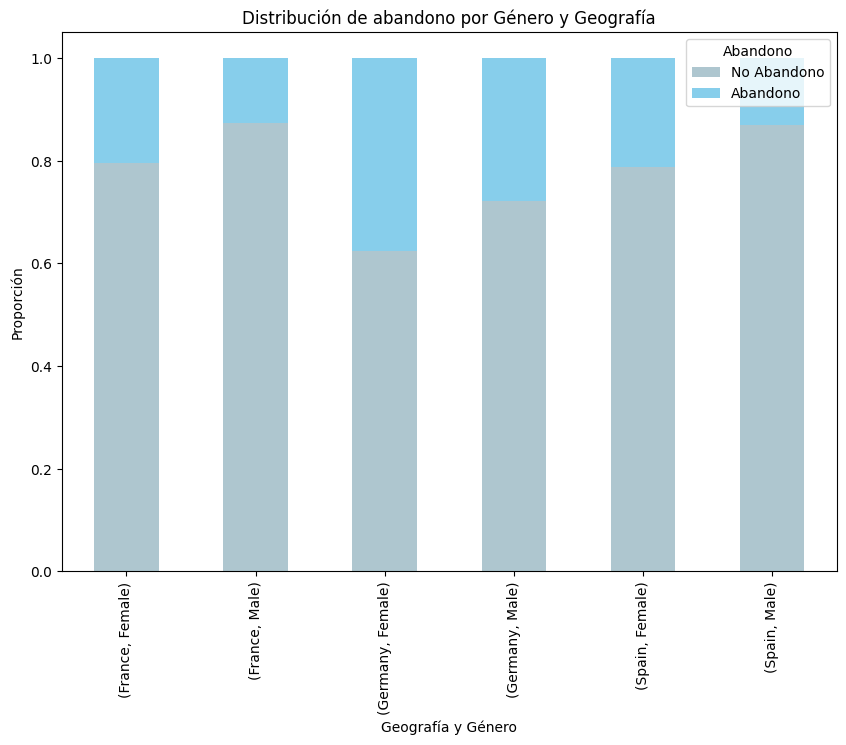 Distribución de abandono por Género y Geografía
Abandono
No Abandono
Abandono
Proporción
1.0
0.8
0.6
0.4
0.2
0.0
(France, Female)
(France, Male)
(Germany, Female)
(Germany, Male)
(Spain, Female)
(Spain, Male)
Geografía y Género